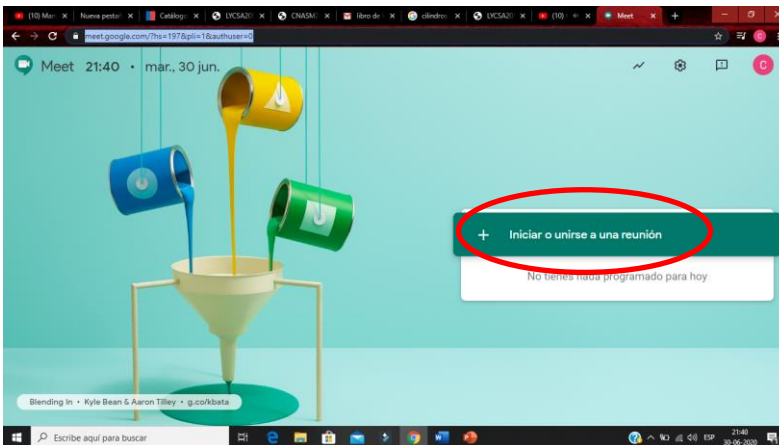 (10) Mar
Nueva pestañ
Catálogo
LYCSA20
CNASM2
libro de
cilindros
LYCSA20
(10)
Meet
meet.google.com/?hs=197&pli=1&authuser=0
Meet 21:40 • mar., 30 jun.
C
Iniciar o unirse a una reunión
No tienes nada programado para hoy
Blending In • Kyle Bean & Aaron Tilley • g.co/kbata
Escribe aquí para buscar
ESP
21:40
30-06-2020